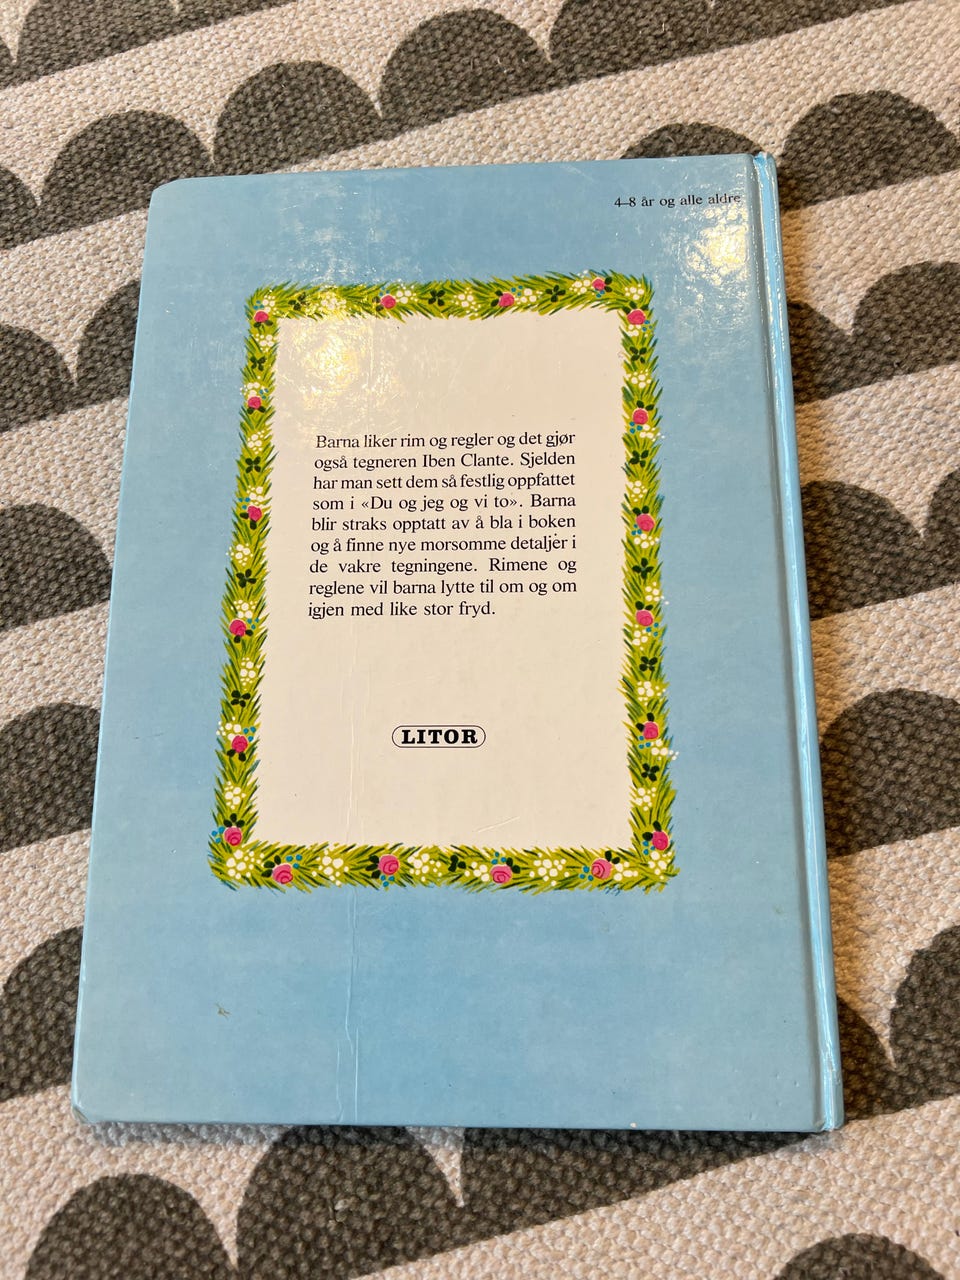 4–8 år og alle aldre
Barna liker rim og regler og det gjør
også tegneren Iben Clante. Sjelden
har man sett dem så festlig oppfattet
som i «Du og jeg og vi to». Barna
blir straks opptatt av å bla i boken
og å finne nye morsomme detaljer i
de vakre tegningene. Rimene og
reglene vil barna lytte til om og om
igjen med like stor fryd.
LITOR